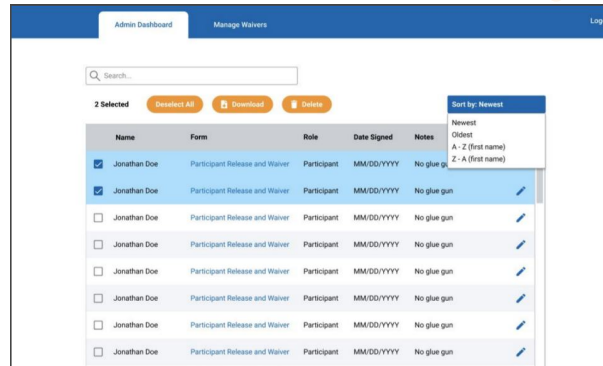 Admin Dashboard Manage Waivers Log
Search...
2 Selected Deselect All Download Delete Sort by: Newest
Newest
Oldest
A - Z (first name)
Z - A (first name)
Name Form Role Date Signed Notes
Jonathan Doe Participant Release and Waiver Participant MM/DD/YYYY No glue gu
Jonathan Doe Participant Release and Waiver Participant MM/DD/YYYY No glue gun
Jonathan Doe Participant Release and Waiver Participant MM/DD/YYYY No glue gun
Jonathan Doe Participant Release and Waiver Participant MM/DD/YYYY No glue gun
Jonathan Doe Participant Release and Waiver Participant MM/DD/YYYY No glue gun
Jonathan Doe Participant Release and Waiver Participant MM/DD/YYYY No glue gun
Jonathan Doe Participant Release and Waiver Participant MM/DD/YYYY No glue gun
Jonathan Doe Participant Release and Waiver Participant MM/DD/YYYY No glue gun